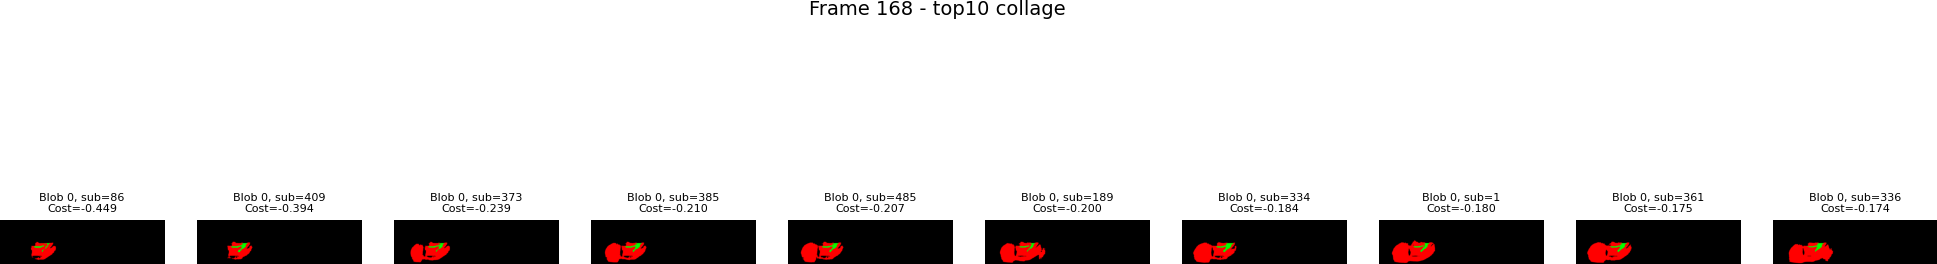 Frame 168 - top10 collage
Blob 0, sub=86
Cost=-0.449
Blob 0, sub=409
Cost=-0.394
Blob 0, sub=373
Cost=-0.239
Blob 0, sub=385
Cost=-0.210
Blob 0, sub=485
Cost=-0.207
Blob 0, sub=189
Cost=-0.200
Blob 0, sub=334
Cost=-0.184
Blob 0, sub=1
Cost=-0.180
Blob 0, sub=361
Cost=-0.175
Blob 0, sub=336
Cost=-0.174